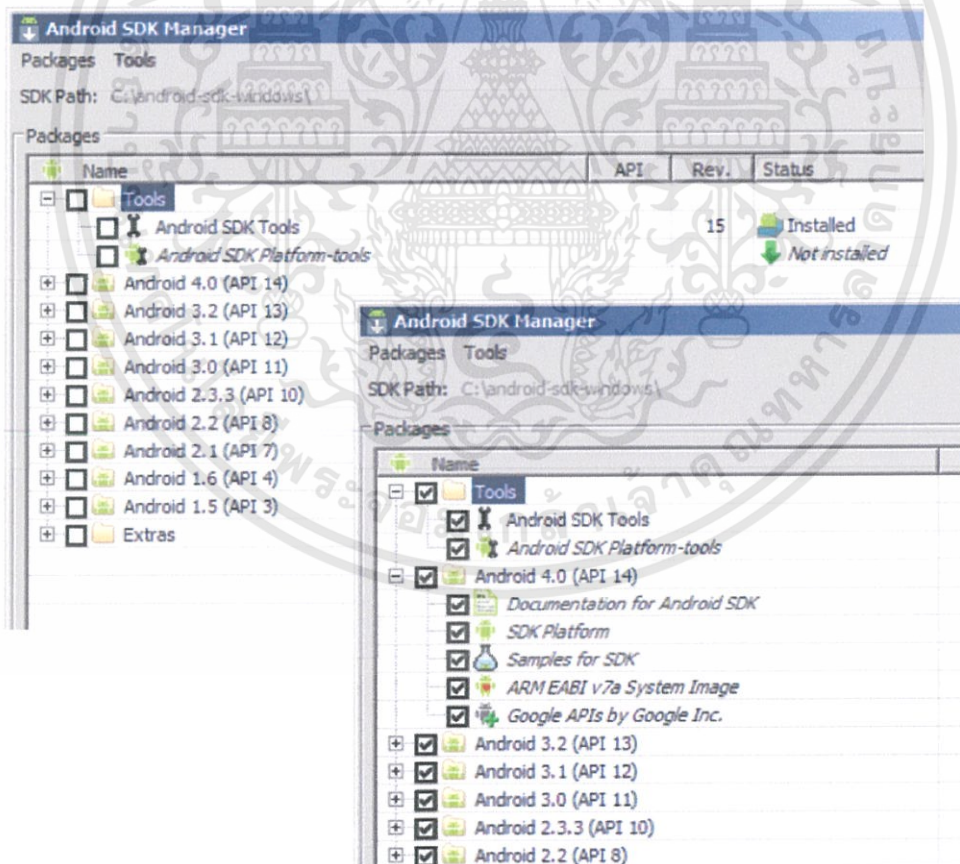 Android SDK Manager
Packages Tools
SDK Path: C:\android-sdk-windows\
Packages
Name API Rev. Status
Tools
Android SDK Tools 15 Installed
Android SDK Platform-tools Not installed
Android 4.0 (API 14)
Android 3.2 (API 13)
Android 3.1 (API 12)
Android 3.0 (API 11)
Android 2.3.3 (API 10)
Android 2.2 (API 8)
Android 2.1 (API 7)
Android 1.6 (API 4)
Android 1.5 (API 3)
Extras
Android SDK Manager
Packages Tools
SDK Path: C:\android-sdk-windows\
Packages
Name
Tools
Android SDK Tools
Android SDK Platform-tools
Android 4.0 (API 14)
Documentation for Android SDK
SDK Platform
Samples for SDK
ARM EABI v7a System Image
Google APIs by Google Inc.
Android 3.2 (API 13)
Android 3.1 (API 12)
Android 3.0 (API 11)
Android 2.3.3 (API 10)
Android 2.2 (API 8)